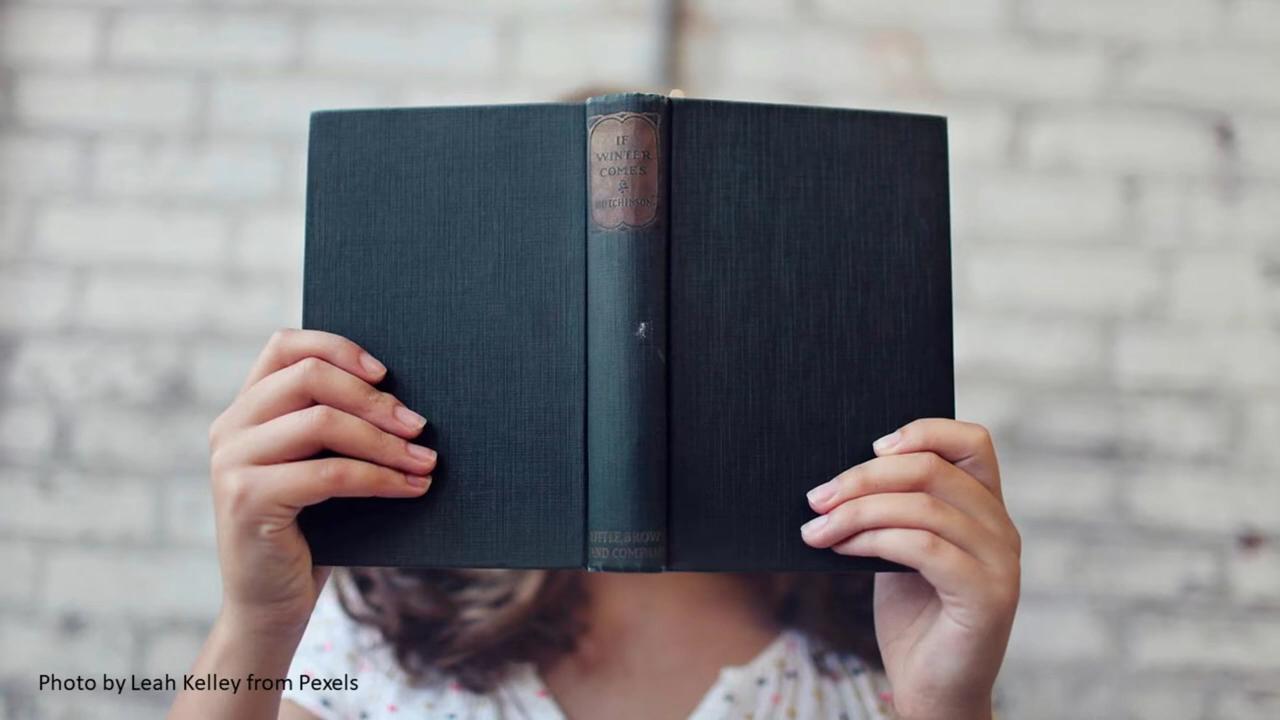 IF
WINTER
COMES
&
HUTCHINSON
LITTLE, BROWN
AND COMPANY
Photo by Leah Kelley from Pexels